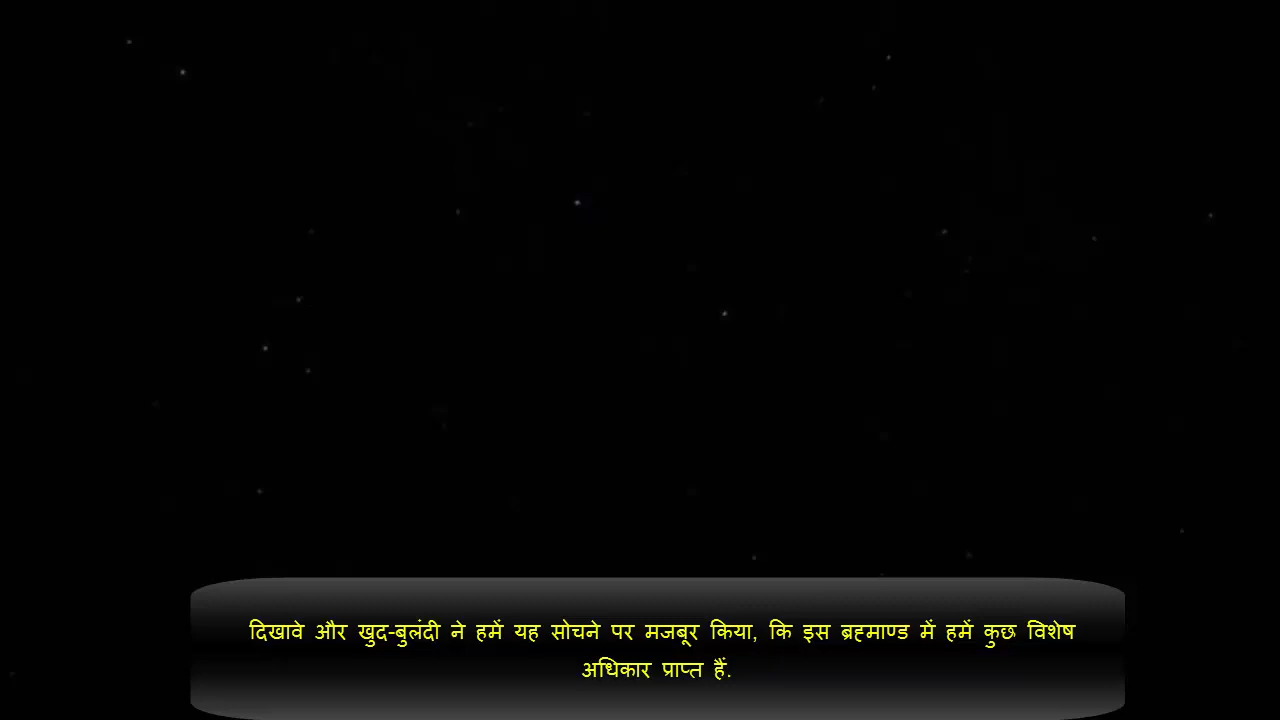 दिखावे और खुद-बुलंदी ने हमें यह सोचने पर मजबूर किया, कि इस ब्रह्माण्ड में हमें कुछ विशेष
अधिकार प्राप्त हैं.